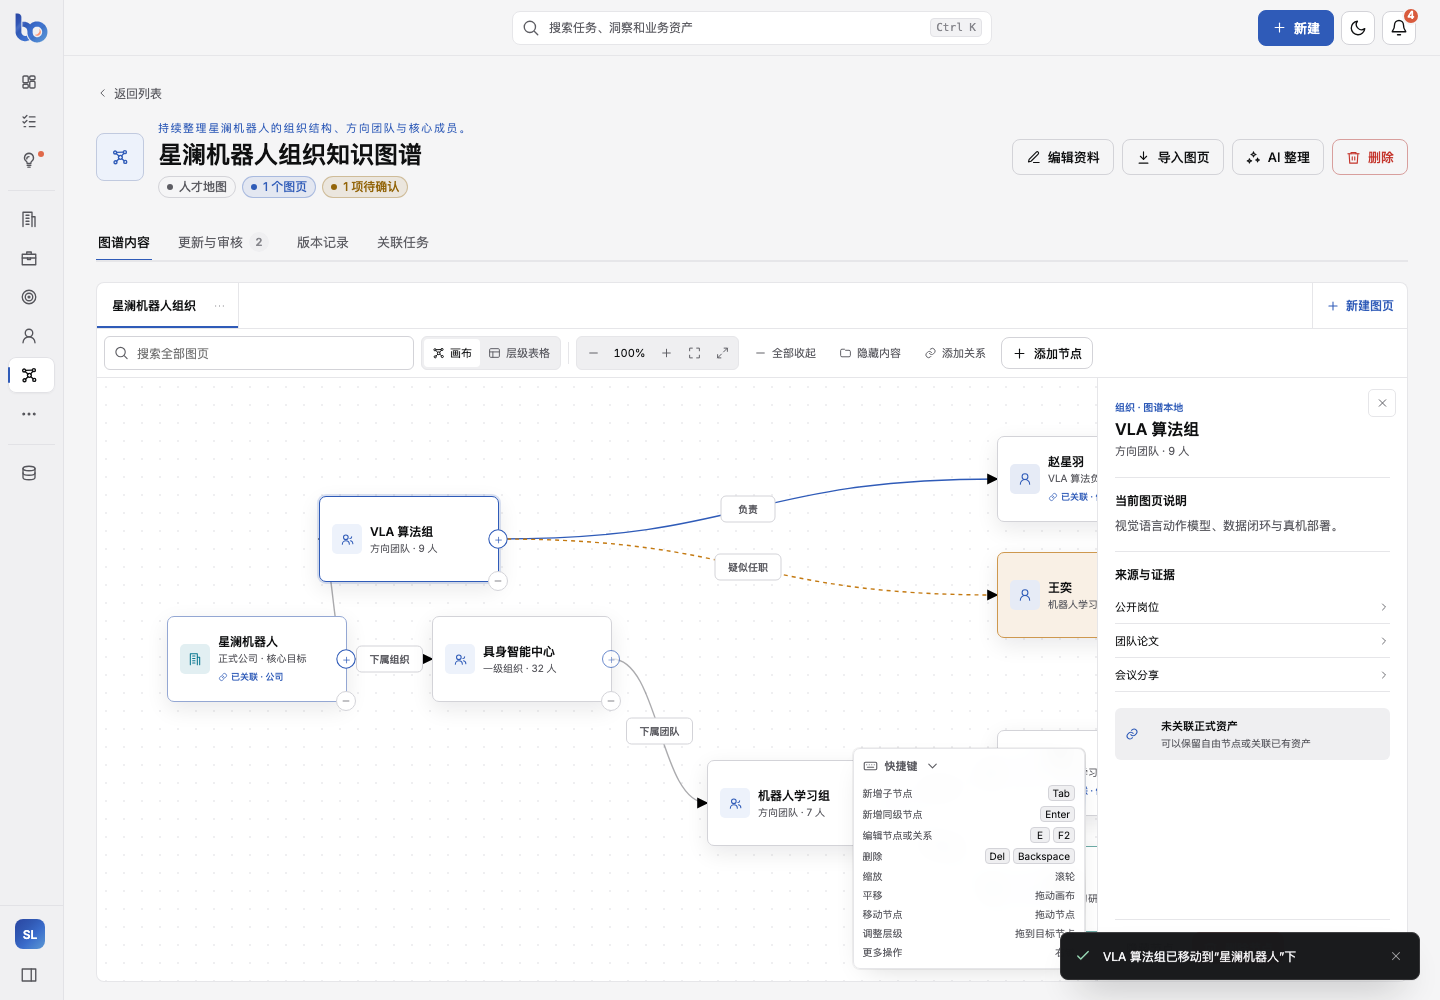 搜索任务、洞察和业务资产
Ctrl K
新建
4
返回列表
持续整理星澜机器人的组织结构、方向团队与核心成员。
星澜机器人组织知识图谱
人才地图
1 个图页
1 项待确认
编辑资料
导入图页
AI 整理
删除
图谱内容
更新与审核 2
版本记录
关联任务
星澜机器人组织
新建图页
搜索全部图页
画布
层级表格
100%
全部收起
隐藏内容
添加关系
添加节点
VLA 算法组
方向团队 · 9 人
星澜机器人
正式公司 · 核心目标
已关联 · 公司
下属组织
具身智能中心
一级组织 · 32 人
下属团队
机器人学习组
方向团队 · 7 人
负责
疑似任职
赵星羽
VLA 算法
已关联 ·
王奕
机器人学习
快捷键
新增子节点 Tab
新增同级节点 Enter
编辑节点或关系 E F2
删除 Del Backspace
缩放 滚轮
平移 拖动画布
移动节点 拖动节点
调整层级 拖到目标节
更多操作
组织 · 图谱本地
VLA 算法组
方向团队 · 9 人
当前图页说明
视觉语言动作模型、数据闭环与真机部署。
来源与证据
公开岗位
团队论文
会议分享
未关联正式资产
可以保留自由节点或关联已有资产
SL
VLA 算法组已移动到“星澜机器人”下